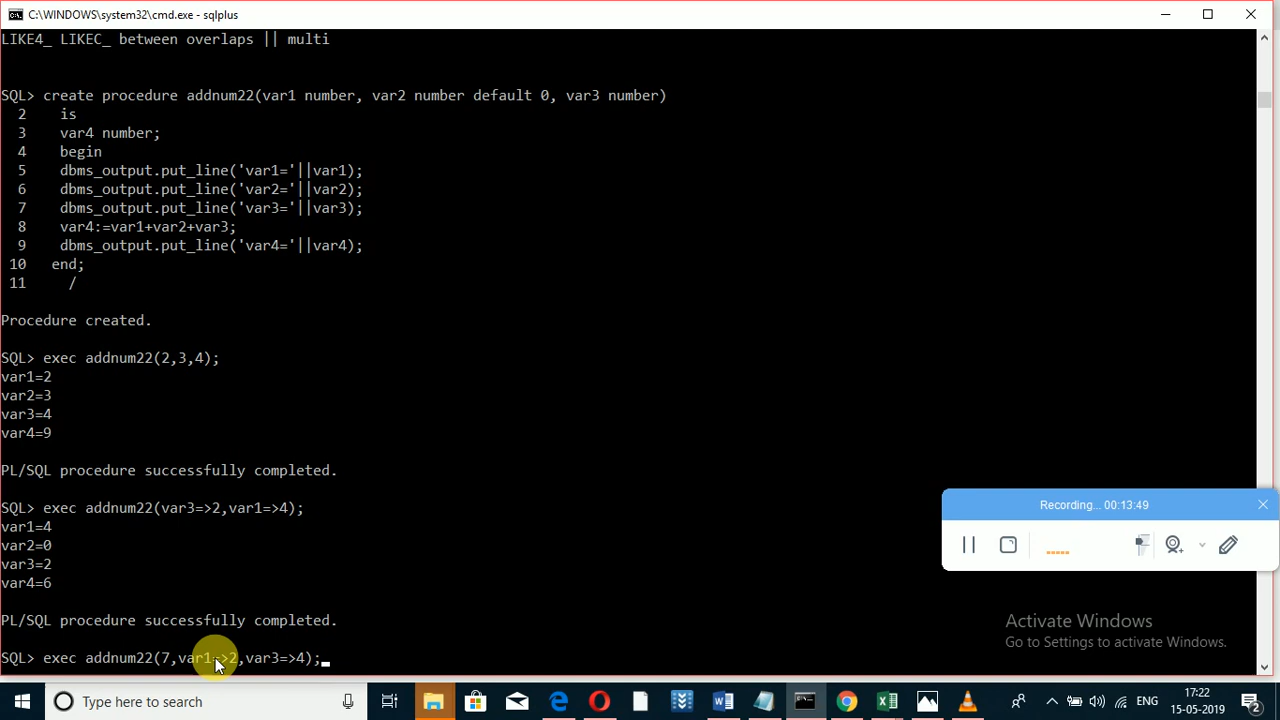 C:\WINDOWS\system32\cmd.exe - sqlplus
LIKE4_ LIKEC_ between overlaps || multi
SQL> create procedure addnum22(var1 number, var2 number default 0, var3 number)
2 is
3 var4 number;
4 begin
5 dbms_output.put_line('var1='||var1);
6 dbms_output.put_line('var2='||var2);
7 dbms_output.put_line('var3='||var3);
8 var4:=var1+var2+var3;
9 dbms_output.put_line('var4='||var4);
10 end;
11 /
Procedure created.
SQL> exec addnum22(2,3,4);
var1=2
var2=3
var3=4
var4=9
PL/SQL procedure successfully completed.
SQL> exec addnum22(var3=>2,var1=>4);
var1=4
var2=0
var3=2
var4=6
PL/SQL procedure successfully completed.
SQL> exec addnum22(7,var1=>2,var3=>4);
Recording... 00:13:49
Activate Windows
Go to Settings to activate Windows.
Type here to search
ENG
17:22
15-05-2019
2